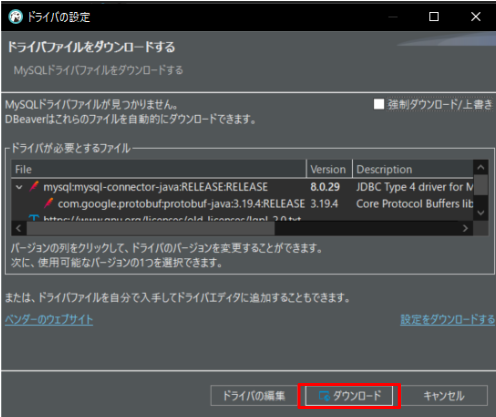 ドライバの設定
ドライバファイルをダウンロードする
MySQLドライバファイルをダウンロードする
MySQLドライバファイルが見つかりません。
DBeaverはこれらのファイルを自動的にダウンロードできます。
強制ダウンロード/上書き
ドライバが必要とするファイル
File Version Description
mysql:mysql-connector-java:RELEASE:RELEASE 8.0.29 JDBC Type 4 driver for M
com.google.protobuf:protobuf-java:3.19.4:RELEASE 3.19.4 Core Protocol Buffers lib
https://www.gnu.org/licenses/old-licenses/lgpl-2.0.txt
バージョンの列をクリックして、ドライバのバージョンを変更することができます。
次に、使用可能なバージョンの1つを選択できます。
または、ドライバファイルを自分で入手してドライバエディタに追加することもできます。
ベンダーのウェブサイト 設定をダウンロードする
ドライバの編集 ダウンロード キャンセル